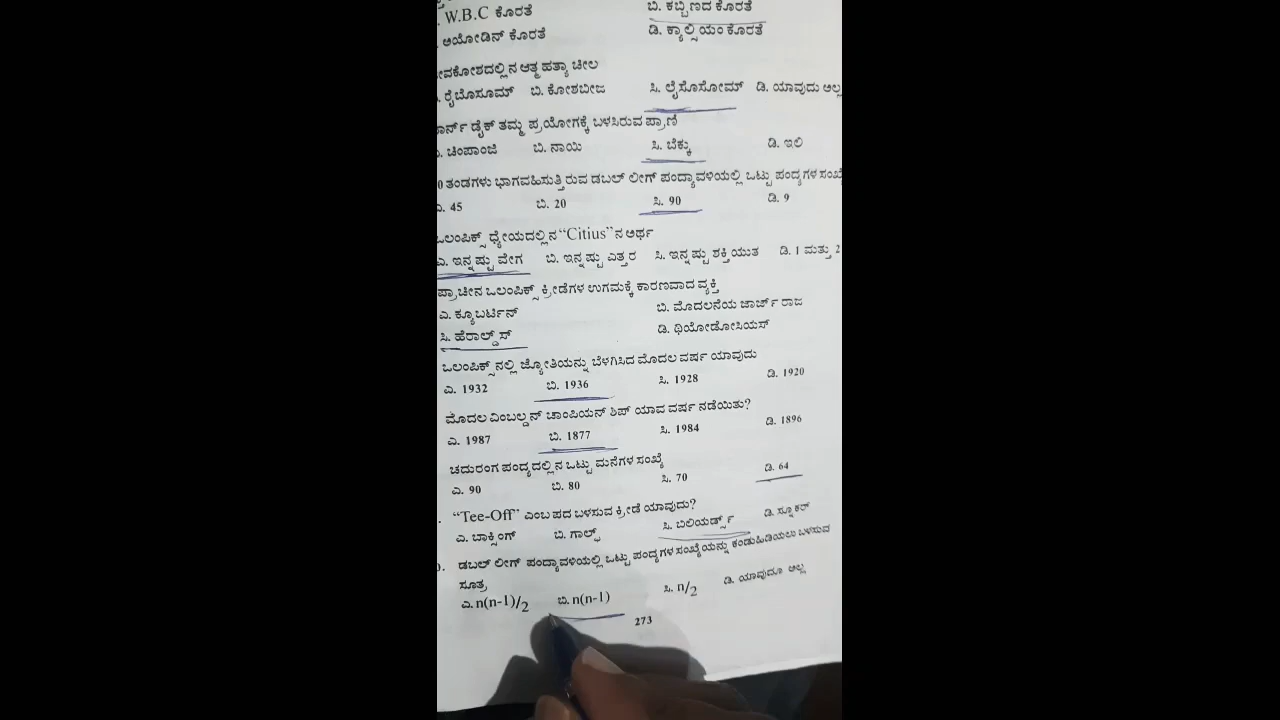 W.B.C ಕೊರತೆ ಬಿ. ಕಬ್ಬಿಣದ ಕೊರತೆ
ಅಯೋಡಿನ್ ಕೊರತೆ ಡಿ. ಕ್ಯಾಲ್ಸಿಯಂ ಕೊರತೆ
ಆತ್ಮಹತ್ಯಾ ಚೀಲ
ರೈಬೊಸೂಮ್ ಬಿ. ಕೋಶಬೀಜ ಸಿ. ಲೈಸೊಸೋಮ್ ಡಿ. ಯಾವುದು ಅಲ್ಲ
ಡೈಕ್ ತಮ್ಮ ಪ್ರಯೋಗಕ್ಕೆ ಬಳಸಿರುವ ಪ್ರಾಣಿ
ಚಿಂಪಾಂಜಿ ಬಿ. ನಾಯಿ ಸಿ. ಬೆಕ್ಕು ಡಿ. ಇಲಿ
0 ತಂಡಗಳು ಭಾಗವಹಿಸುತ್ತಿರುವ ಡಬಲ್ ಲೀಗ್ ಪಂದ್ಯಾವಳಿಯಲ್ಲಿ ಒಟ್ಟು ಪಂದ್ಯಗಳ ಸಂಖ್ಯೆ
ಎ. 45 ಬಿ. 20 ಸಿ. 90 ಡಿ. 9
ಒಲಂಪಿಕ್ಸ್ ಧ್ಯೇಯದಲ್ಲಿನ “Citius” ನ ಅರ್ಥ
ಎ. ಇನ್ನಷ್ಟು ವೇಗ ಬಿ. ಇನ್ನಷ್ಟು ಎತ್ತರ ಸಿ. ಇನ್ನಷ್ಟು ಶಕ್ತಿಯುತ ಡಿ. 1 ಮತ್ತು 2
ಪ್ರಾಚೀನ ಒಲಂಪಿಕ್ಸ್ ಕ್ರೀಡೆಗಳ ಉಗಮಕ್ಕೆ ಕಾರಣವಾದ ವ್ಯಕ್ತಿ
ಎ. ಕ್ಯೂಬರ್ಟಿನ್ ಬಿ. ಮೊದಲನೆಯ ಜಾರ್ಜ್ ರಾಜ
ಸಿ. ಹೆರಾಲ್ಡ್ಸ್ ಡಿ. ಥಿಯೋಡೋಸಿಯಸ್
ಒಲಂಪಿಕ್ಸ್‌ನಲ್ಲಿ ಜ್ಯೋತಿಯನ್ನು ಬೆಳಗಿಸಿದ ಮೊದಲ ವರ್ಷ ಯಾವುದು
ಎ. 1932 ಬಿ. 1936 ಸಿ. 1928 ಡಿ. 1920
ಮೊದಲ ವಿಂಬಲ್ಡನ್ ಚಾಂಪಿಯನ್ ಶಿಪ್ ಯಾವ ವರ್ಷ ನಡೆಯಿತು?
ಎ. 1987 ಬಿ. 1877 ಸಿ. 1984 ಡಿ. 1896
ಚದುರಂಗ ಪಂದ್ಯದಲ್ಲಿನ ಒಟ್ಟು ಮನೆಗಳ ಸಂಖ್ಯೆ
ಎ. 90 ಬಿ. 80 ಸಿ. 70 ಡಿ. 64
“Tee-Off” ಎಂಬ ಪದ ಬಳಸುವ ಕ್ರೀಡೆ ಯಾವುದು?
ಎ. ಬಾಕ್ಸಿಂಗ್ ಬಿ. ಗಾಲ್ಫ್ ಸಿ. ಬಿಲಿಯರ್ಡ್ಸ್ ಡಿ. ಸ್ನೂಕರ್
ಡಬಲ್ ಲೀಗ್ ಪಂದ್ಯಾವಳಿಯಲ್ಲಿ ಒಟ್ಟು ಪಂದ್ಯಗಳ ಸಂಖ್ಯೆಯನ್ನು ಕಂಡುಹಿಡಿಯಲು ಬಳಸುವ
ಸೂತ್ರ
ಎ. n(n-1)/2 ಬಿ. n(n-1) ಸಿ. n/2 ಡಿ. ಯಾವುದೂ ಅಲ್ಲ
273